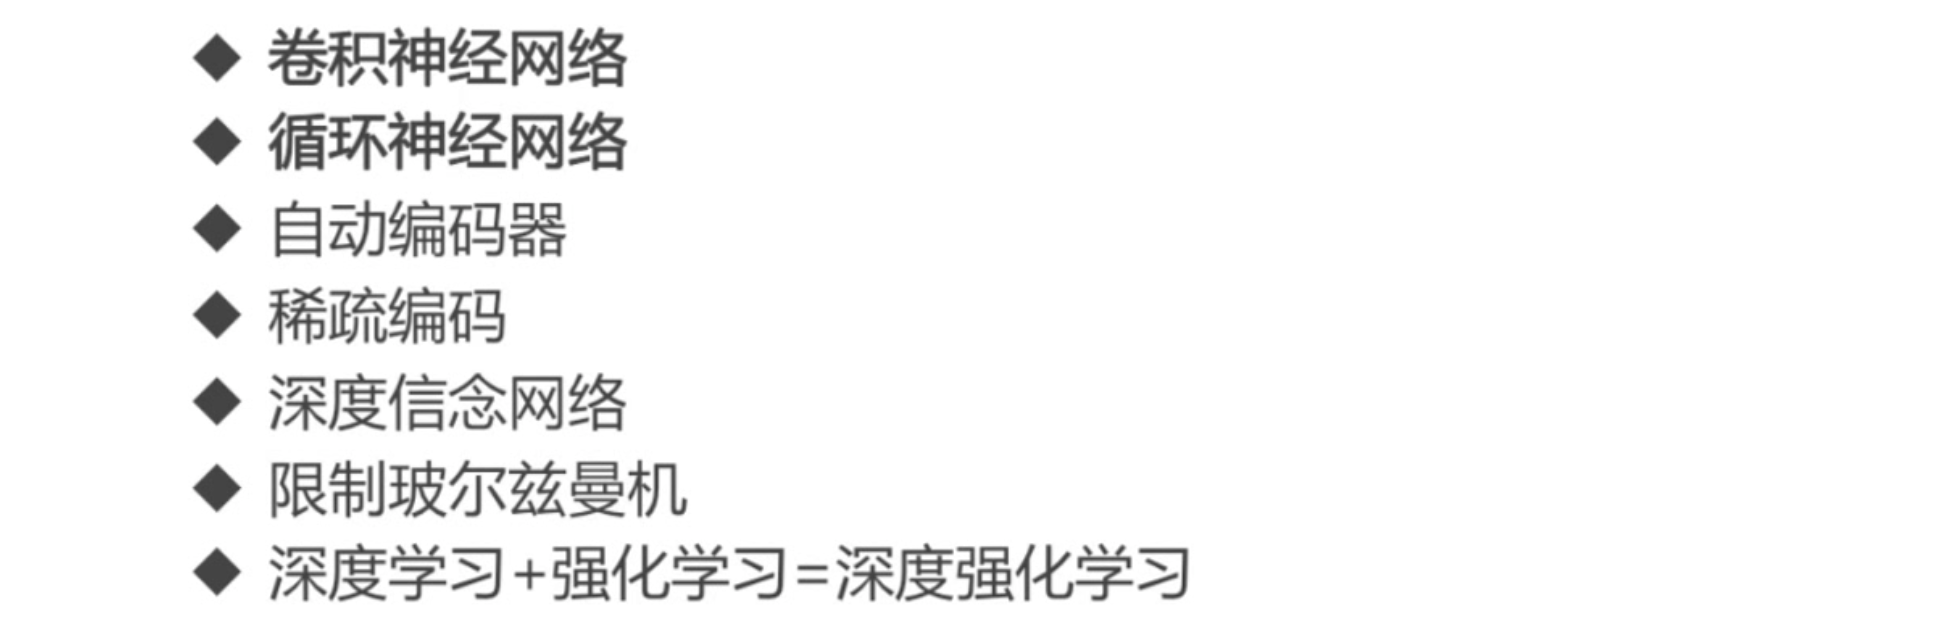 ◆ 卷积神经网络
◆ 循环神经网络
◆ 自动编码器
◆ 稀疏编码
◆ 深度信念网络
◆ 限制玻尔兹曼机
◆ 深度学习+强化学习=深度强化学习